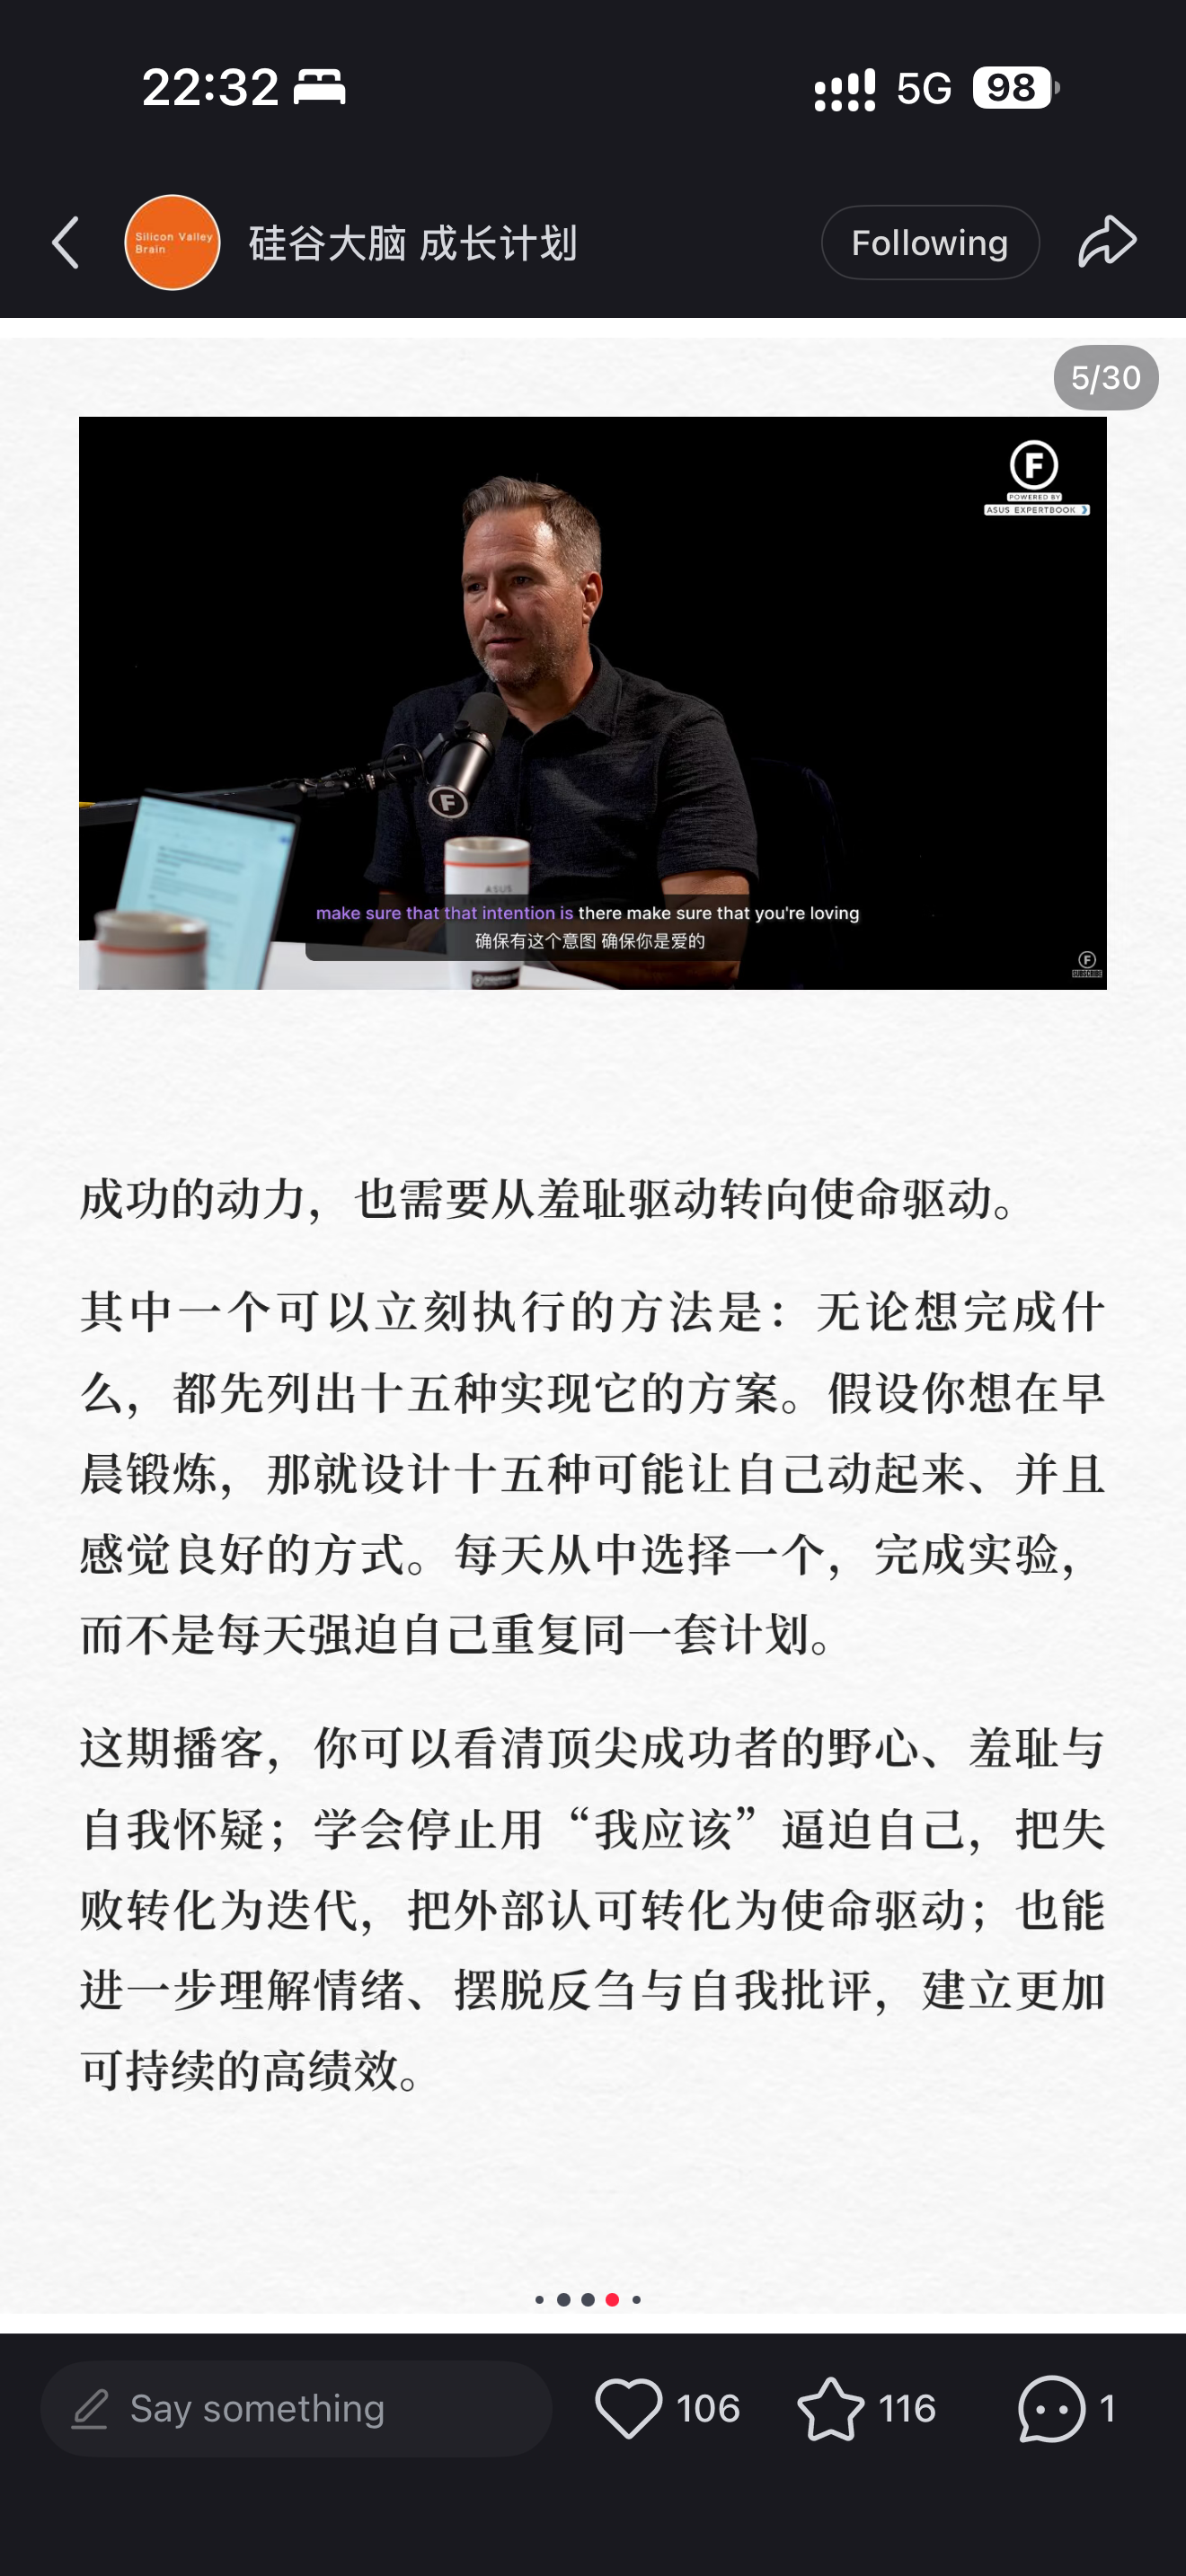 22:32
5G
98
Silicon Valley
Brain
硅谷大脑 成长计划
Following
5/30
F
POWERED BY
ASUS EXPERTBOOK
F
ASUS
make sure that that intention is there make sure that you're loving
确保有这个意图 确保你是爱的
F
SUBSCRIBE
成功的动力，也需要从羞耻驱动转向使命驱动。
其中一个可以立刻执行的方法是：无论想完成什
么，都先列出十五种实现它的方案。假设你想在早
晨锻炼，那就设计十五种可能让自己动起来、并且
感觉良好的方式。每天从中选择一个，完成实验，
而不是每天强迫自己重复同一套计划。
这期播客，你可以看清顶尖成功者的野心、羞耻与
自我怀疑；学会停止用“我应该”逼迫自己，把失
败转化为迭代，把外部认可转化为使命驱动；也能
进一步理解情绪、摆脱反刍与自我批评，建立更加
可持续的高绩效。
Say something
106
116
1